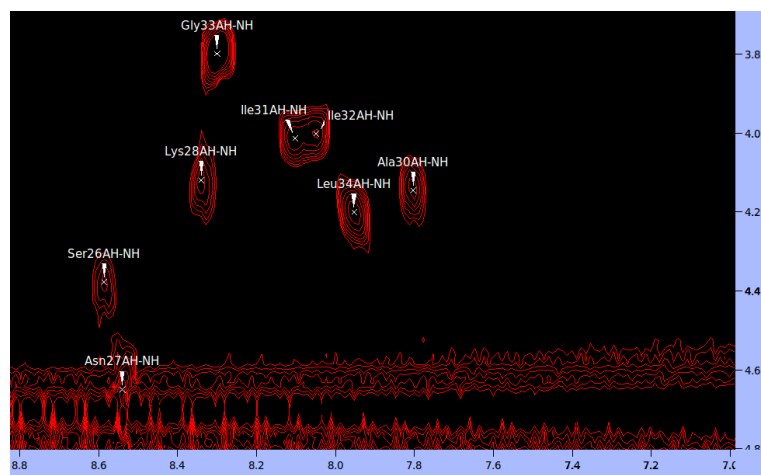 Gly33AH-NH
3.8
Ile31AH-NH
Ile32AH-NH
4.0
Lys28AH-NH
Ala30AH-NH
Leu34AH-NH
4.2
Ser26AH-NH
4.4
Asn27AH-NH
4.6
4.8
8.8 8.6 8.4 8.2 8.0 7.8 7.6 7.4 7.2 7.0